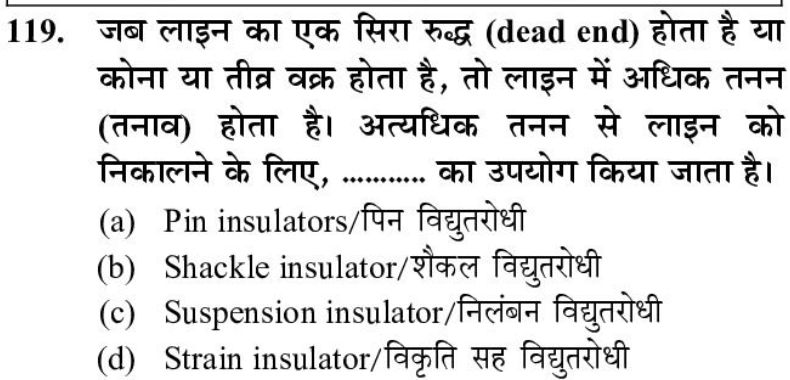 119. जब लाइन का एक सिरा रुद्ध (dead end) होता है या
कोना या तीव्र वक्र होता है, तो लाइन में अधिक तनन
(तनाव) होता है। अत्यधिक तनन से लाइन को
निकालने के लिए, ............ का उपयोग किया जाता है।
(a) Pin insulators/पिन विद्युतरोधी
(b) Shackle insulator/शैकल विद्युतरोधी
(c) Suspension insulator/निलंबन विद्युतरोधी
(d) Strain insulator/विकृति सह विद्युतरोधी